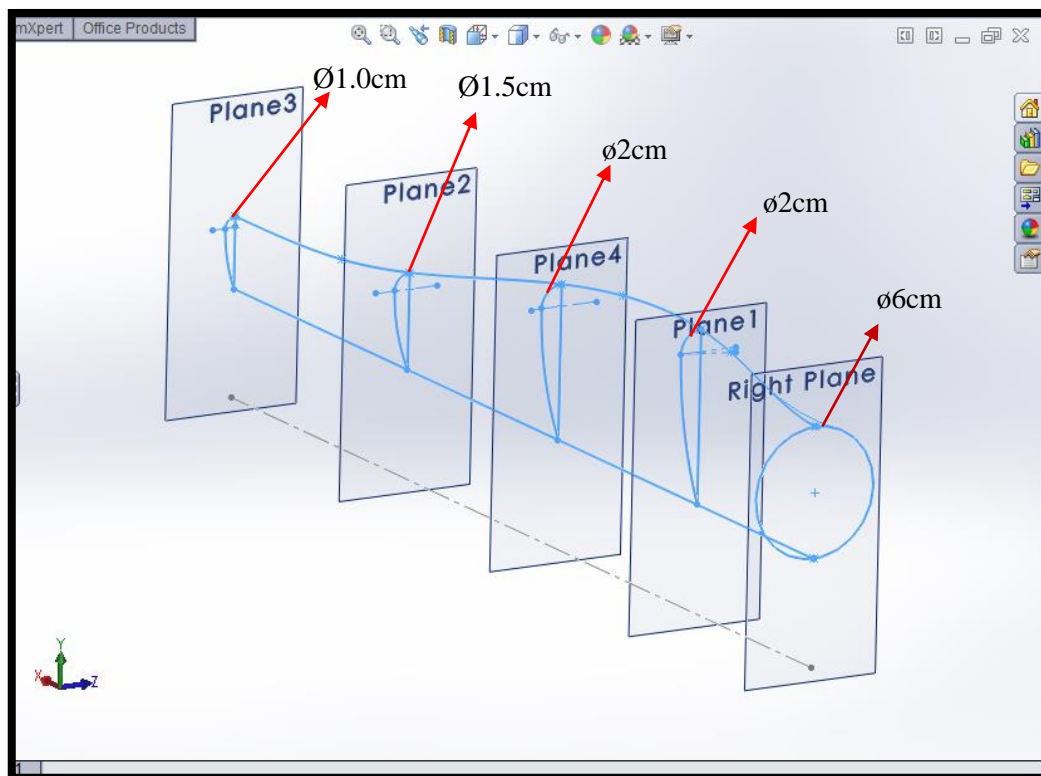 mXpert Office Products
Ø1.0cm
Ø1.5cm
Plane3
ø2cm
Plane2
ø2cm
Plane4
ø6cm
Plane1
Right Plane
Y
X
Z
1